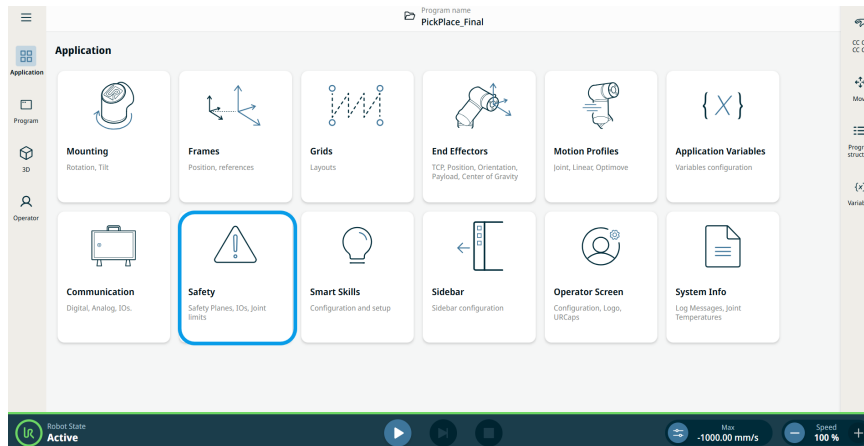 Program name
PickPlace_Final
Application
Application
Program
3D
Operator
Mounting
Rotation, Tilt
Frames
Position, references
Grids
Layouts
End Effectors
TCP, Position, Orientation,
Payload, Center of Gravity
Motion Profiles
Joint, Linear, Optimove
{X}
Application Variables
Variables configuration
Communication
Digital, Analog, IOs.
Safety
Safety Planes, IOs, Joint
limits
Smart Skills
Configuration and setup
Sidebar
Sidebar configuration
Operator Screen
Configuration, Logo,
URCaps
System Info
Log Messages, Joint
Temperatures
Robot State
Active
Max
-1000.00 mm/s
Speed
100 %